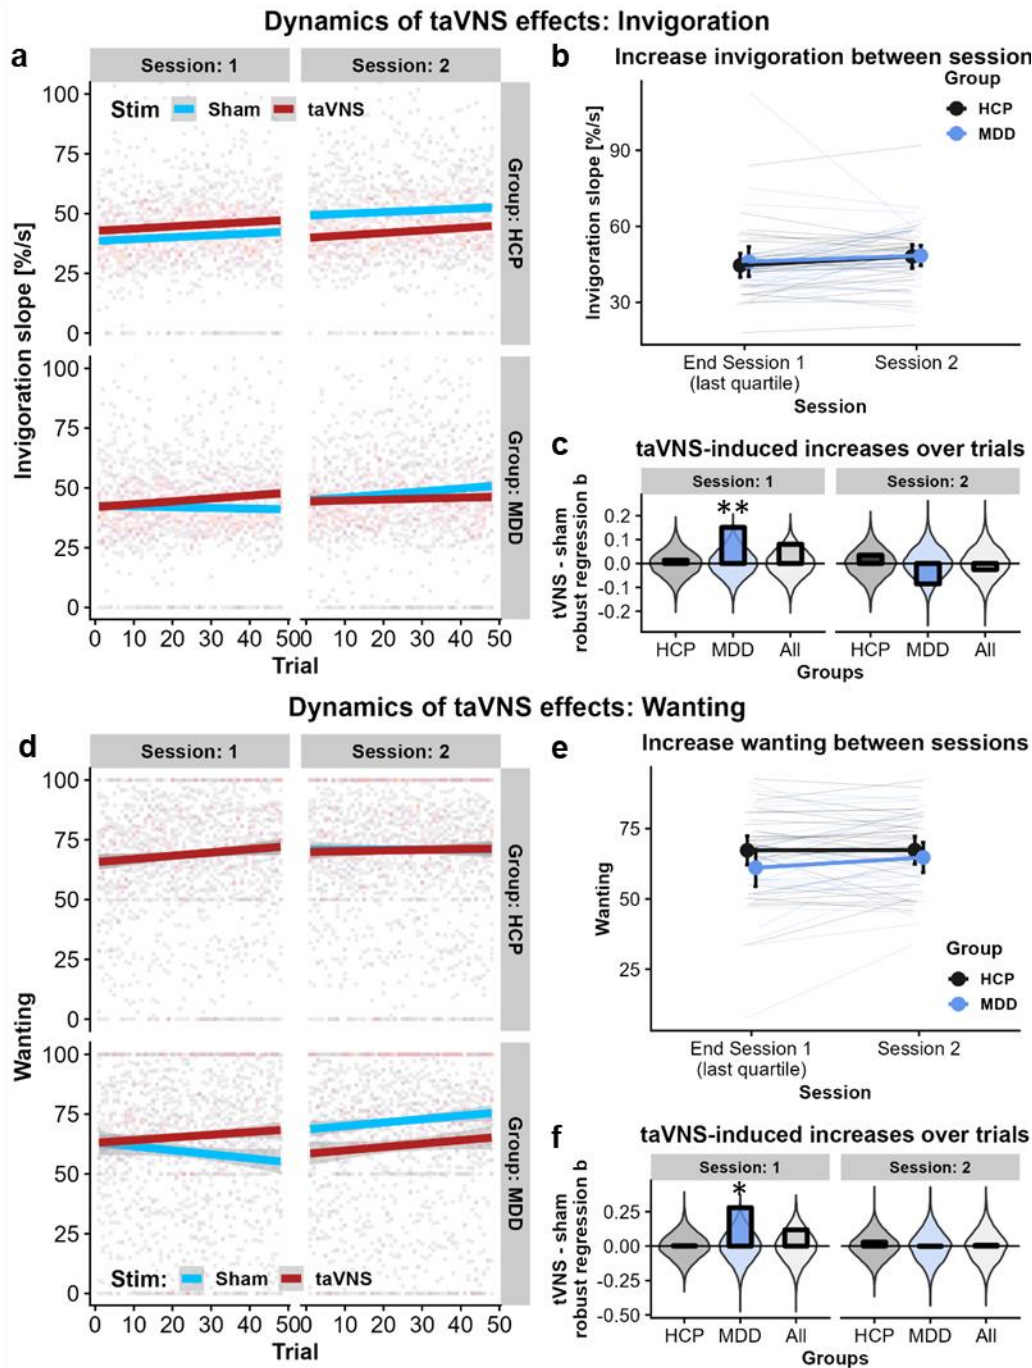 Dynamics of taVNS effects: Invigoration
a
Session: 1
Session: 2
Stim Sham taVNS
Invigoration slope [%/s]
100
75
50
25
0
Group: HCP
100
75
50
25
0
Group: MDD
0 10 20 30 40 50
0 10 20 30 40 50
Trial
b
Increase invigoration between session
Group
HCP
MDD
Invigoration slope [%/s]
90
60
30
End Session 1
(last quartile)
Session 2
Session
c
taVNS-induced increases over trials
Session: 1
Session: 2
tVNS - sham
robust regression b
0.2
0.1
0.0
-0.1
-0.2
**
HCP MDD All
HCP MDD All
Groups
Dynamics of taVNS effects: Wanting
d
Session: 1
Session: 2
Wanting
100
75
50
25
0
Group: HCP
100
75
50
25
0
Group: MDD
Stim: Sham taVNS
0 10 20 30 40 50
0 10 20 30 40 50
Trial
e
Increase wanting between sessions
Wanting
75
50
25
Group
HCP
MDD
End Session 1
(last quartile)
Session 2
Session
f
taVNS-induced increases over trials
Session: 1
Session: 2
tVNS - sham
robust regression b
0.25
0.00
-0.25
-0.50
*
HCP MDD All
HCP MDD All
Groups